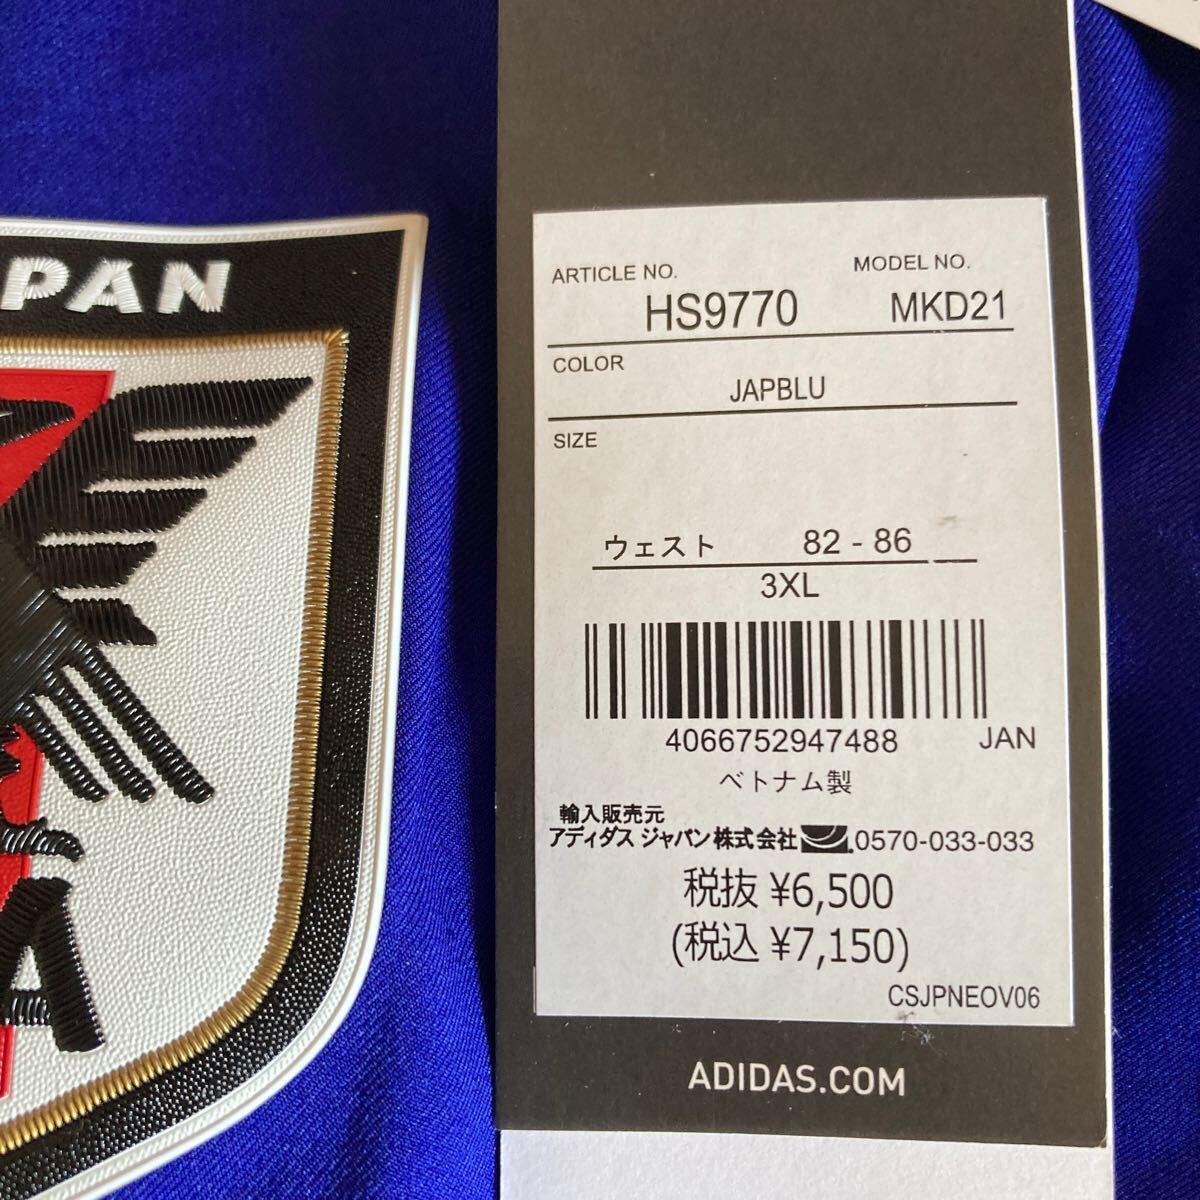 PAN
ARTICLE NO. MODEL NO.
HS9770 MKD21
COLOR
JAPBLU
SIZE
ウェスト 82 - 86
3XL
4066752947488 JAN
ベトナム製
輸入販売元
アディダス ジャパン株式会社 0570-033-033
税抜 ¥6,500
(税込 ¥7,150)
CSJPNEOV06
ADIDAS.COM
A